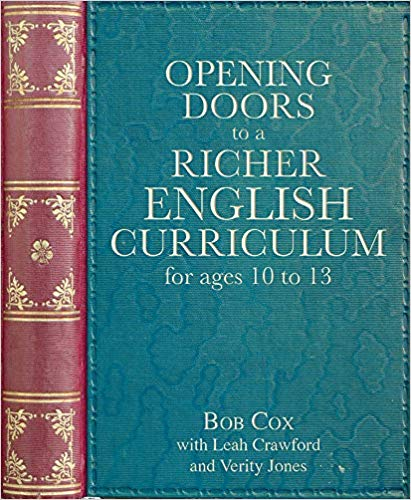 OPENING
DOORS
to a
RICHER
ENGLISH
CURRICULUM
for ages 10 to 13
BOB COX
with Leah Crawford
and Verity Jones